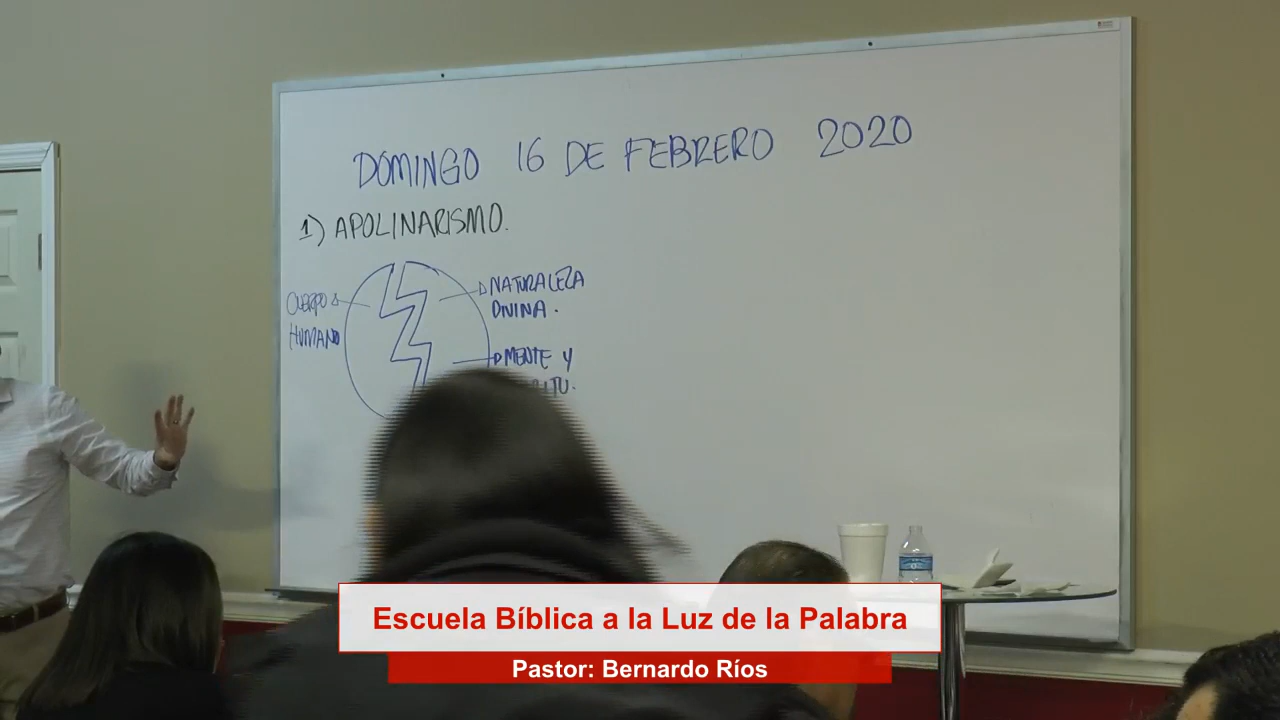 DOMINGO 16 DE FEBRERO 2020
1) APOLINARISMO.
CUERPO
HUMANO
NATURALEZA
DIVINA.
MENTE Y
Escuela Bíblica a la Luz de la Palabra
Pastor: Bernardo Ríos